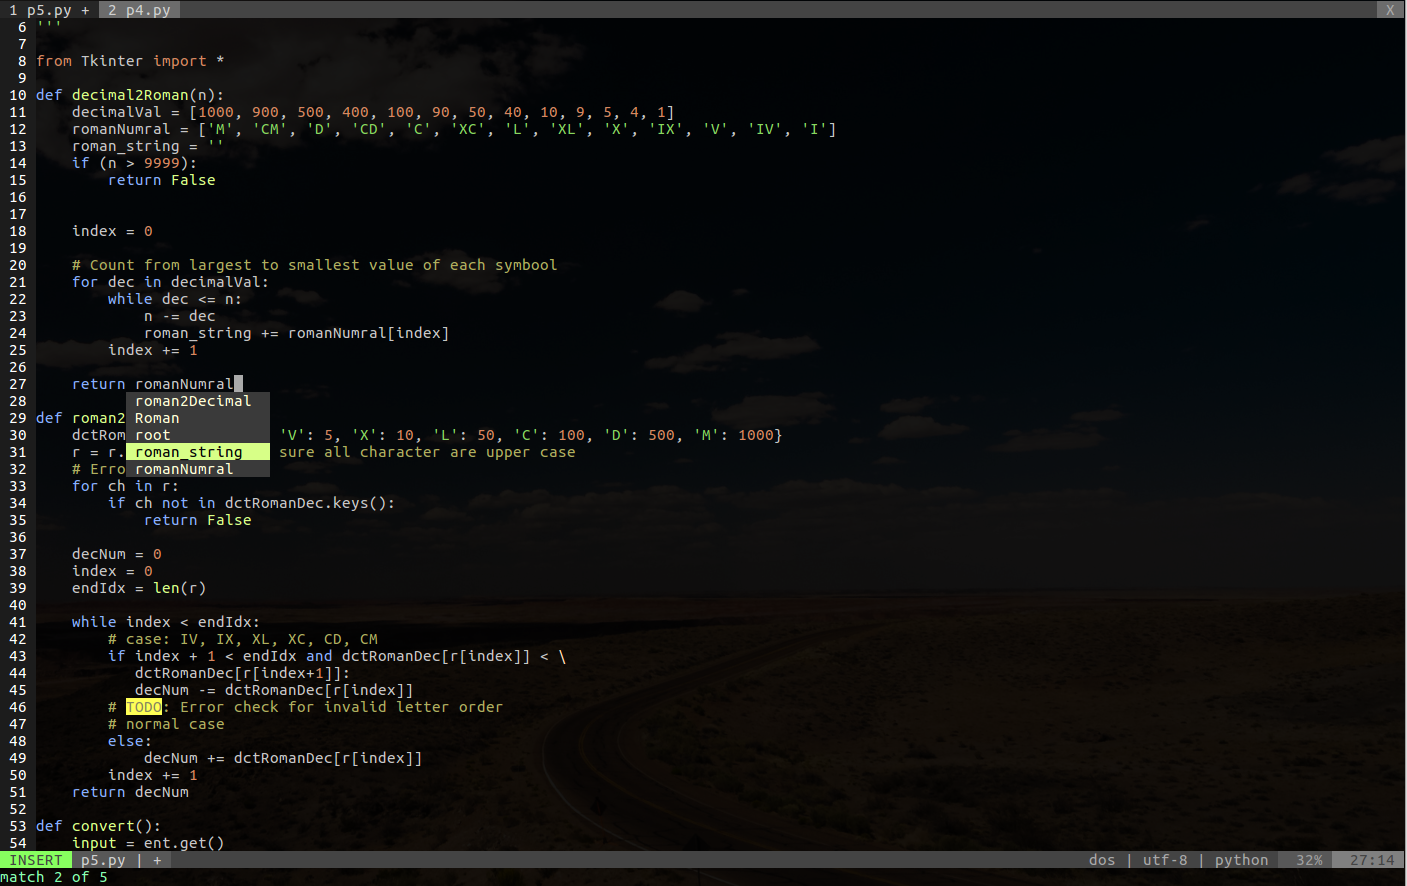 1 p5.py + 2 p4.py X
6 '''
7
8 from Tkinter import *
9
10 def decimal2Roman(n):
11     decimalVal = [1000, 900, 500, 400, 100, 90, 50, 40, 10, 9, 5, 4, 1]
12     romanNumral = ['M', 'CM', 'D', 'CD', 'C', 'XC', 'L', 'XL', 'X', 'IX', 'V', 'IV', 'I']
13     roman_string = ''
14     if (n > 9999):
15         return False
16
17
18     index = 0
19
20     # Count from largest to smallest value of each symbool
21     for dec in decimalVal:
22         while dec <= n:
23             n -= dec
24             roman_string += romanNumral[index]
25         index += 1
26
27     return romanNumral
28 roman2Decimal
29 def roman2 Roman
30     dctRom root 'V': 5, 'X': 10, 'L': 50, 'C': 100, 'D': 500, 'M': 1000}
31     r = r. roman_string sure all character are upper case
32     # Erro romanNumral
33     for ch in r:
34         if ch not in dctRomanDec.keys():
35             return False
36
37     decNum = 0
38     index = 0
39     endIdx = len(r)
40
41     while index < endIdx:
42         # case: IV, IX, XL, XC, CD, CM
43         if index + 1 < endIdx and dctRomanDec[r[index]] < \
44            dctRomanDec[r[index+1]]:
45            decNum -= dctRomanDec[r[index]]
46         # TODO: Error check for invalid letter order
47         # normal case
48         else:
49             decNum += dctRomanDec[r[index]]
50         index += 1
51     return decNum
52
53 def convert():
54     input = ent.get()
INSERT p5.py | + dos | utf-8 | python 32% 27:14
match 2 of 5